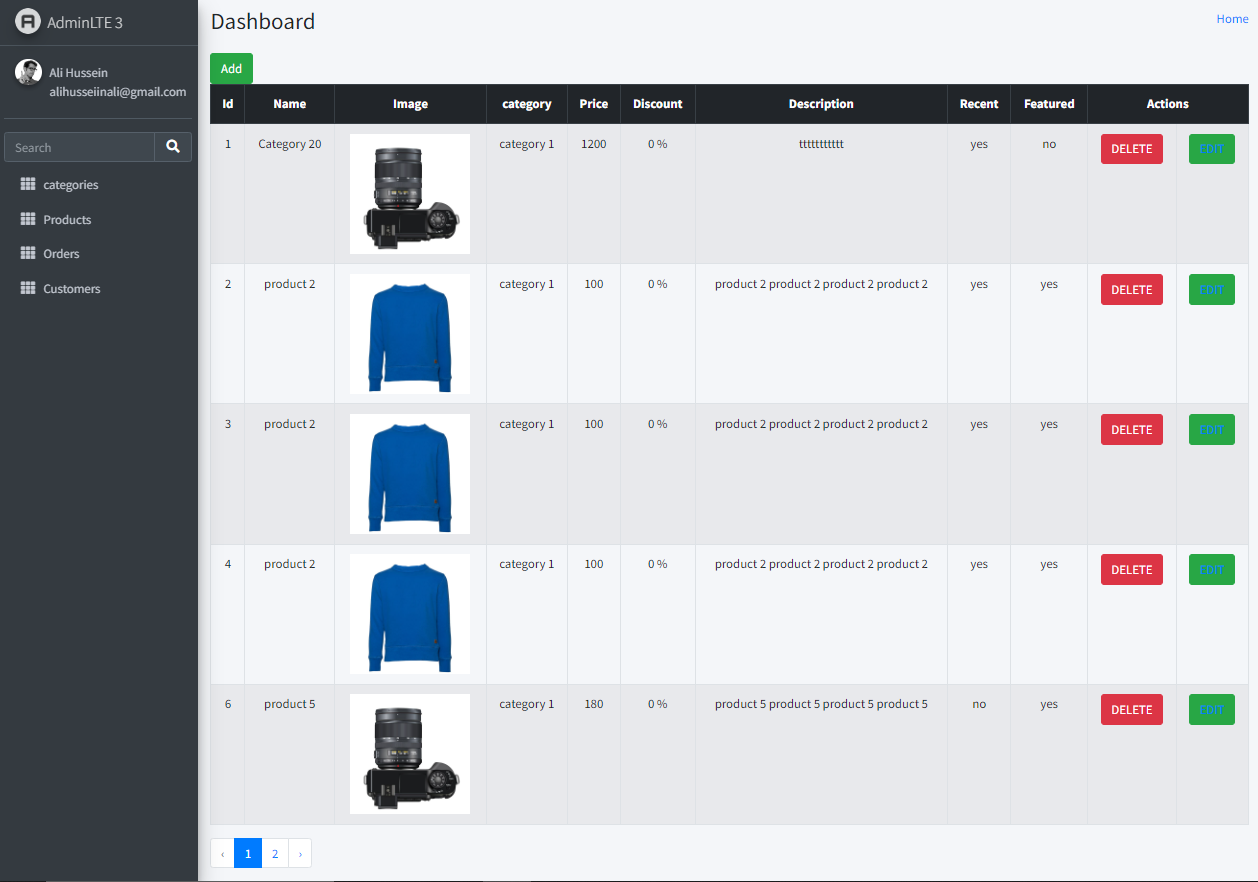 AdminLTE 3
Ali Hussein
alihusseiinali@gmail.com
Search
categories
Products
Orders
Customers
Dashboard
Home
Add
Id Name Image category Price Discount Description Recent Featured Actions
1 Category 20 category 1 1200 0 % ttttttttttt yes no DELETE EDIT
2 product 2 category 1 100 0 % product 2 product 2 product 2 product 2 yes yes DELETE EDIT
3 product 2 category 1 100 0 % product 2 product 2 product 2 product 2 yes yes DELETE EDIT
4 product 2 category 1 100 0 % product 2 product 2 product 2 product 2 yes yes DELETE EDIT
6 product 5 category 1 180 0 % product 5 product 5 product 5 product 5 no yes DELETE EDIT
‹ 1 2 ›